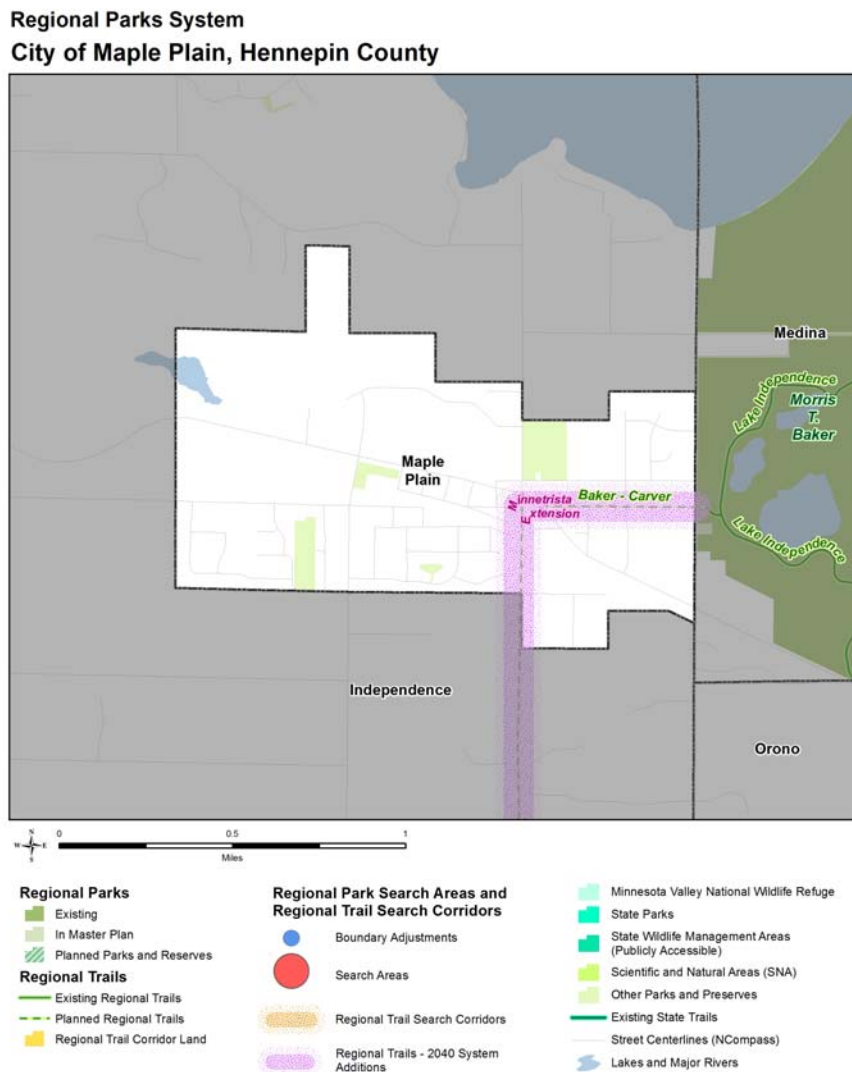 Regional Parks System
City of Maple Plain, Hennepin County
Medina
Lake Independence
Morris
T.
Baker
Maple
Plain
Baker - Carver
Minnetrista
Extension
Lake Independence
Independence
Orono
N
W E
S
0 0.5 1
Miles
Regional Parks
Existing
In Master Plan
Planned Parks and Reserves
Regional Trails
Existing Regional Trails
Planned Regional Trails
Regional Trail Corridor Land
Regional Park Search Areas and
Regional Trail Search Corridors
Boundary Adjustments
Search Areas
Regional Trail Search Corridors
Regional Trails - 2040 System
Additions
Minnesota Valley National Wildlife Refuge
State Parks
State Wildlife Management Areas
(Publicly Accessible)
Scientific and Natural Areas (SNA)
Other Parks and Preserves
Existing State Trails
Street Centerlines (NCompass)
Lakes and Major Rivers